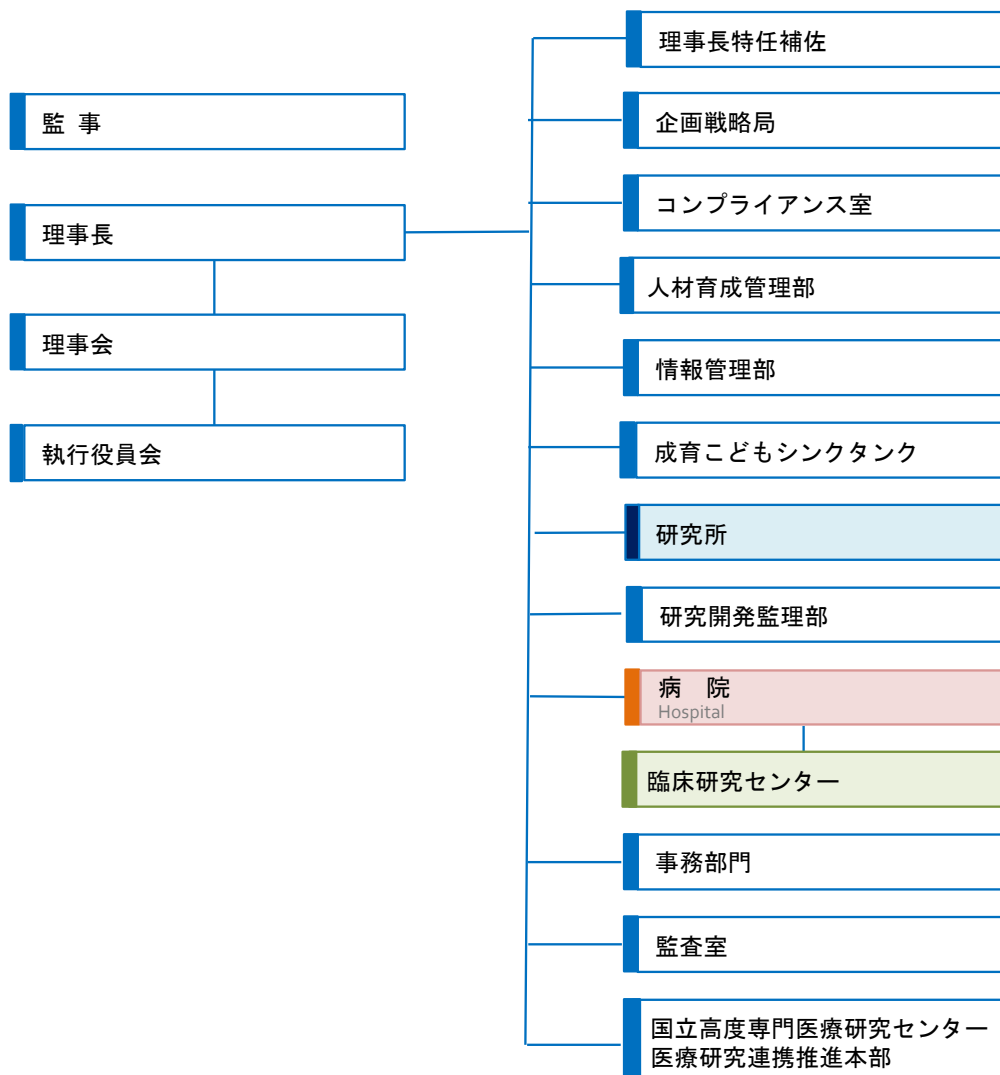 監 事
理事長
理事会
執行役員会
理事長特任補佐
企画戦略局
コンプライアンス室
人材育成管理部
情報管理部
成育こどもシンクタンク
研究所
研究開発監理部
病 院
Hospital
臨床研究センター
事務部門
監査室
国立高度専門医療研究センター
医療研究連携推進本部